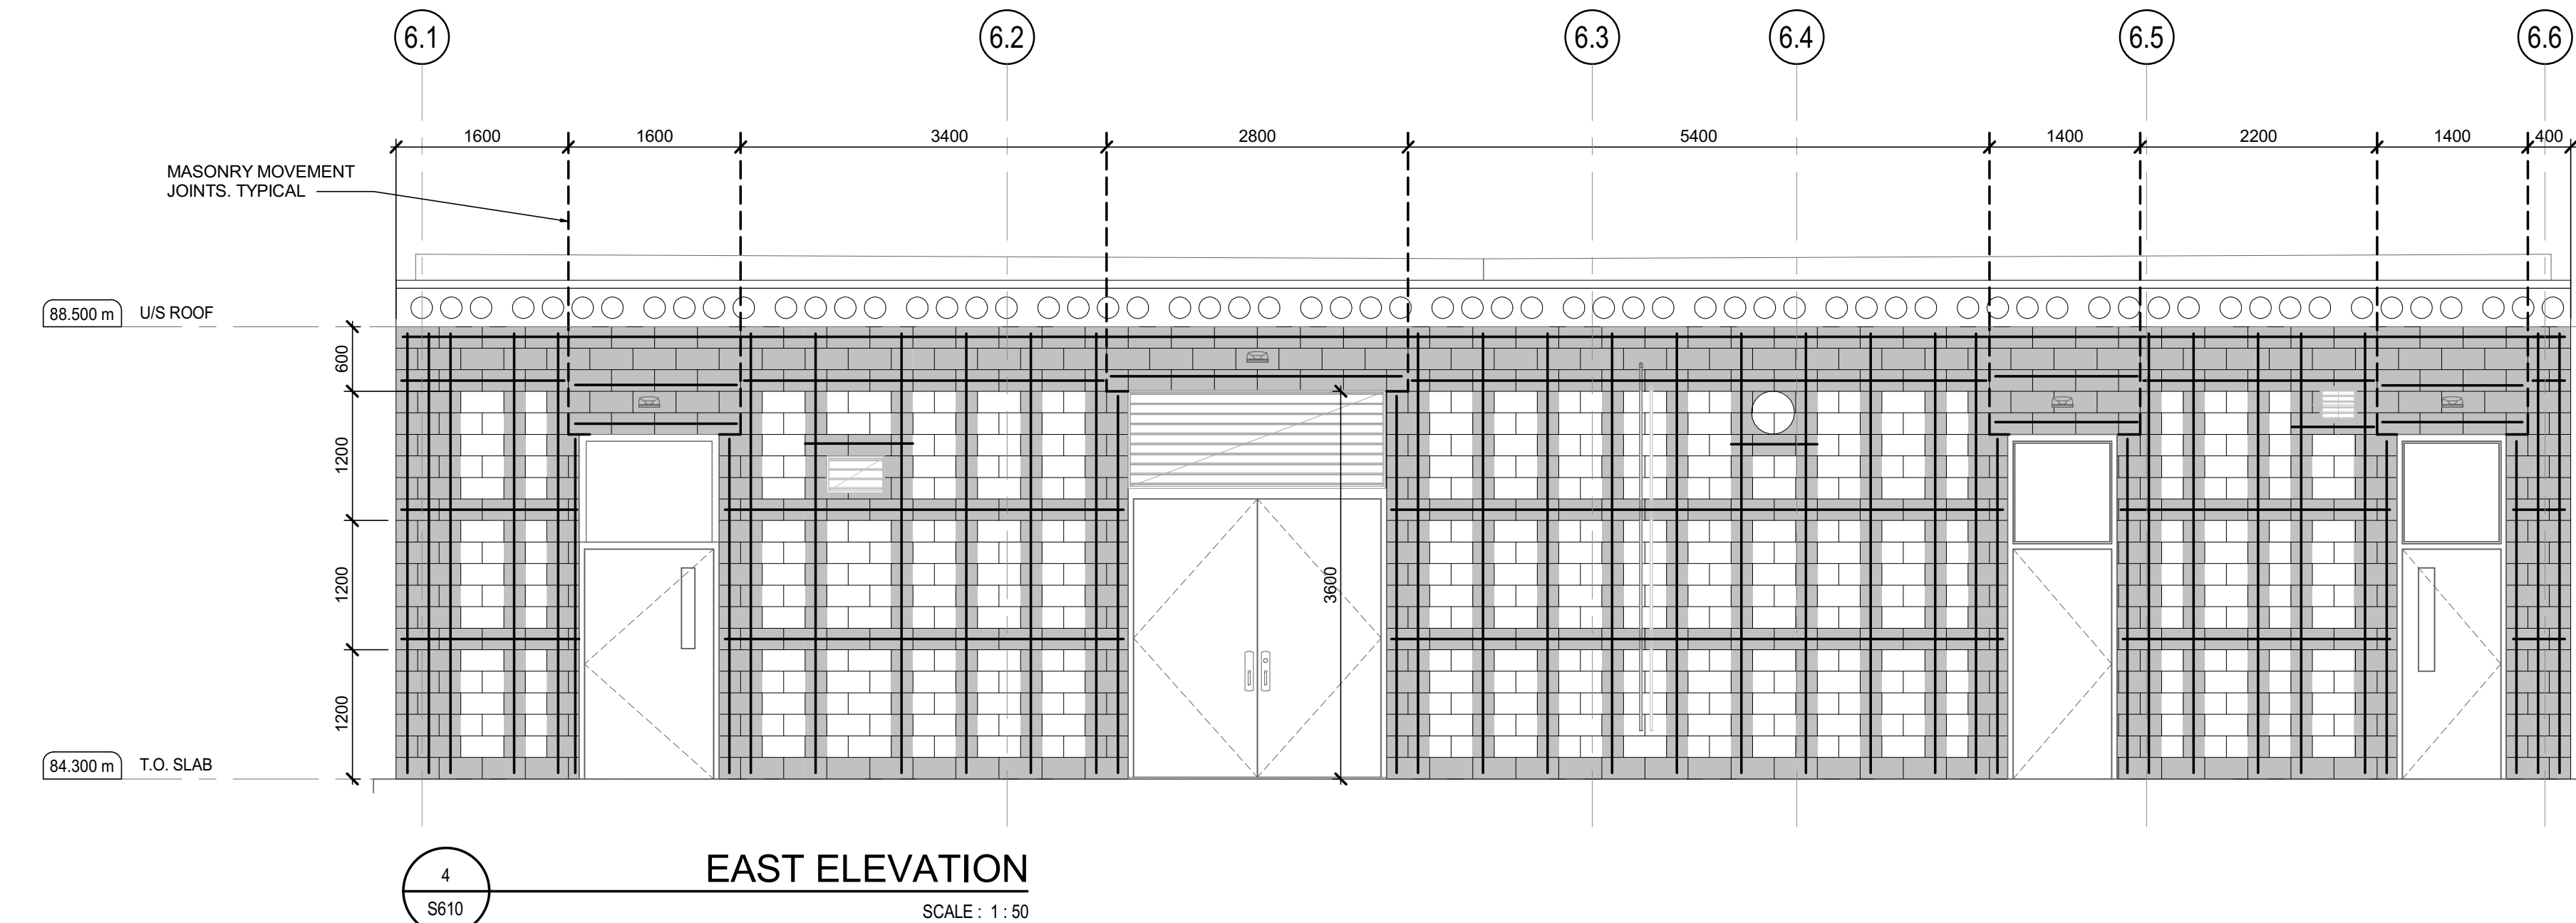 6.1 6.2 6.3 6.4 6.5 6.6
1600 1600 3400 2800 5400 1400 2200 1400 400
MASONRY MOVEMENT
JOINTS. TYPICAL
88.500 m U/S ROOF
600
1200
1200
3600
1200
84.300 m T.O. SLAB
4
S610
EAST ELEVATION
SCALE : 1 : 50